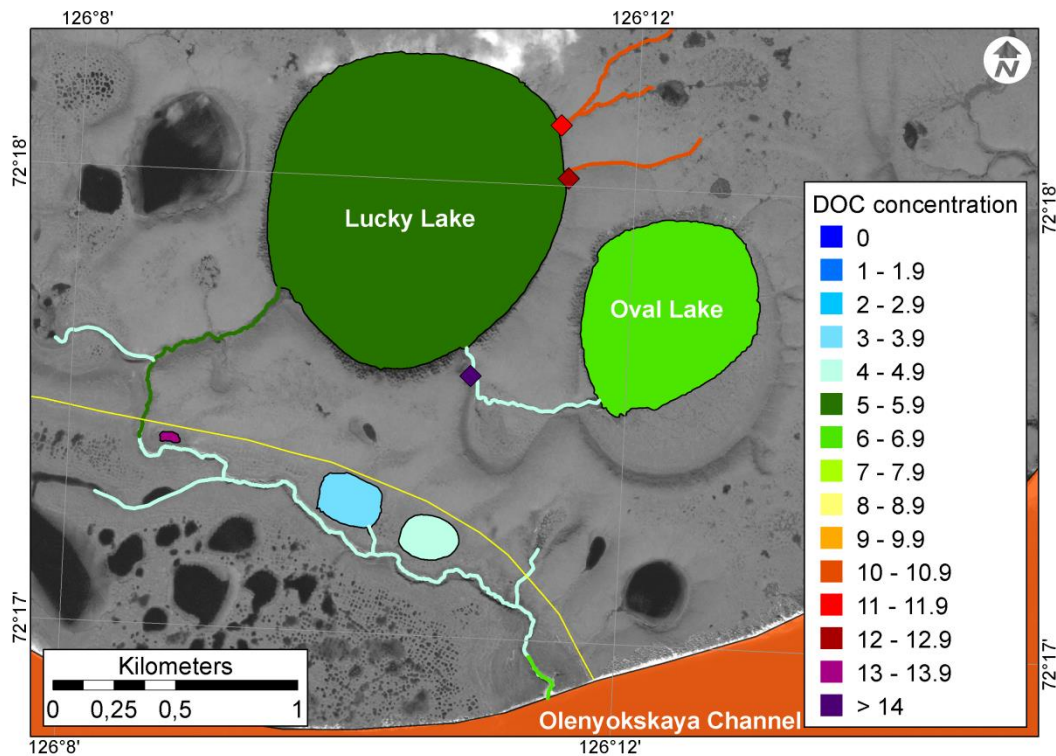 126°8'
126°12'
N
72°18'
72°18'
Lucky Lake
Oval Lake
DOC concentration
0
1 - 1.9
2 - 2.9
3 - 3.9
4 - 4.9
5 - 5.9
6 - 6.9
7 - 7.9
8 - 8.9
9 - 9.9
10 - 10.9
11 - 11.9
12 - 12.9
13 - 13.9
> 14
72°17'
72°17'
Kilometers
0 0,25 0,5 1
Olenyokskaya Channel
126°8'
126°12'